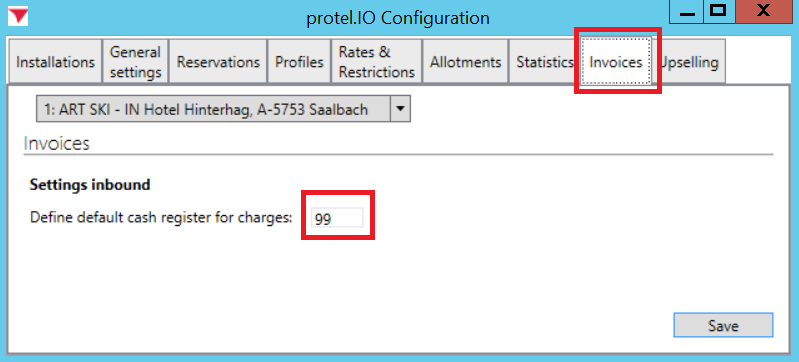 protel.IO Configuration
Installations
General
settings
Reservations
Profiles
Rates &
Restrictions
Allotments
Statistics
Invoices
Upselling
1: ART SKI - IN Hotel Hinterhag, A-5753 Saalbach
Invoices
Settings inbound
Define default cash register for charges: 99
Save